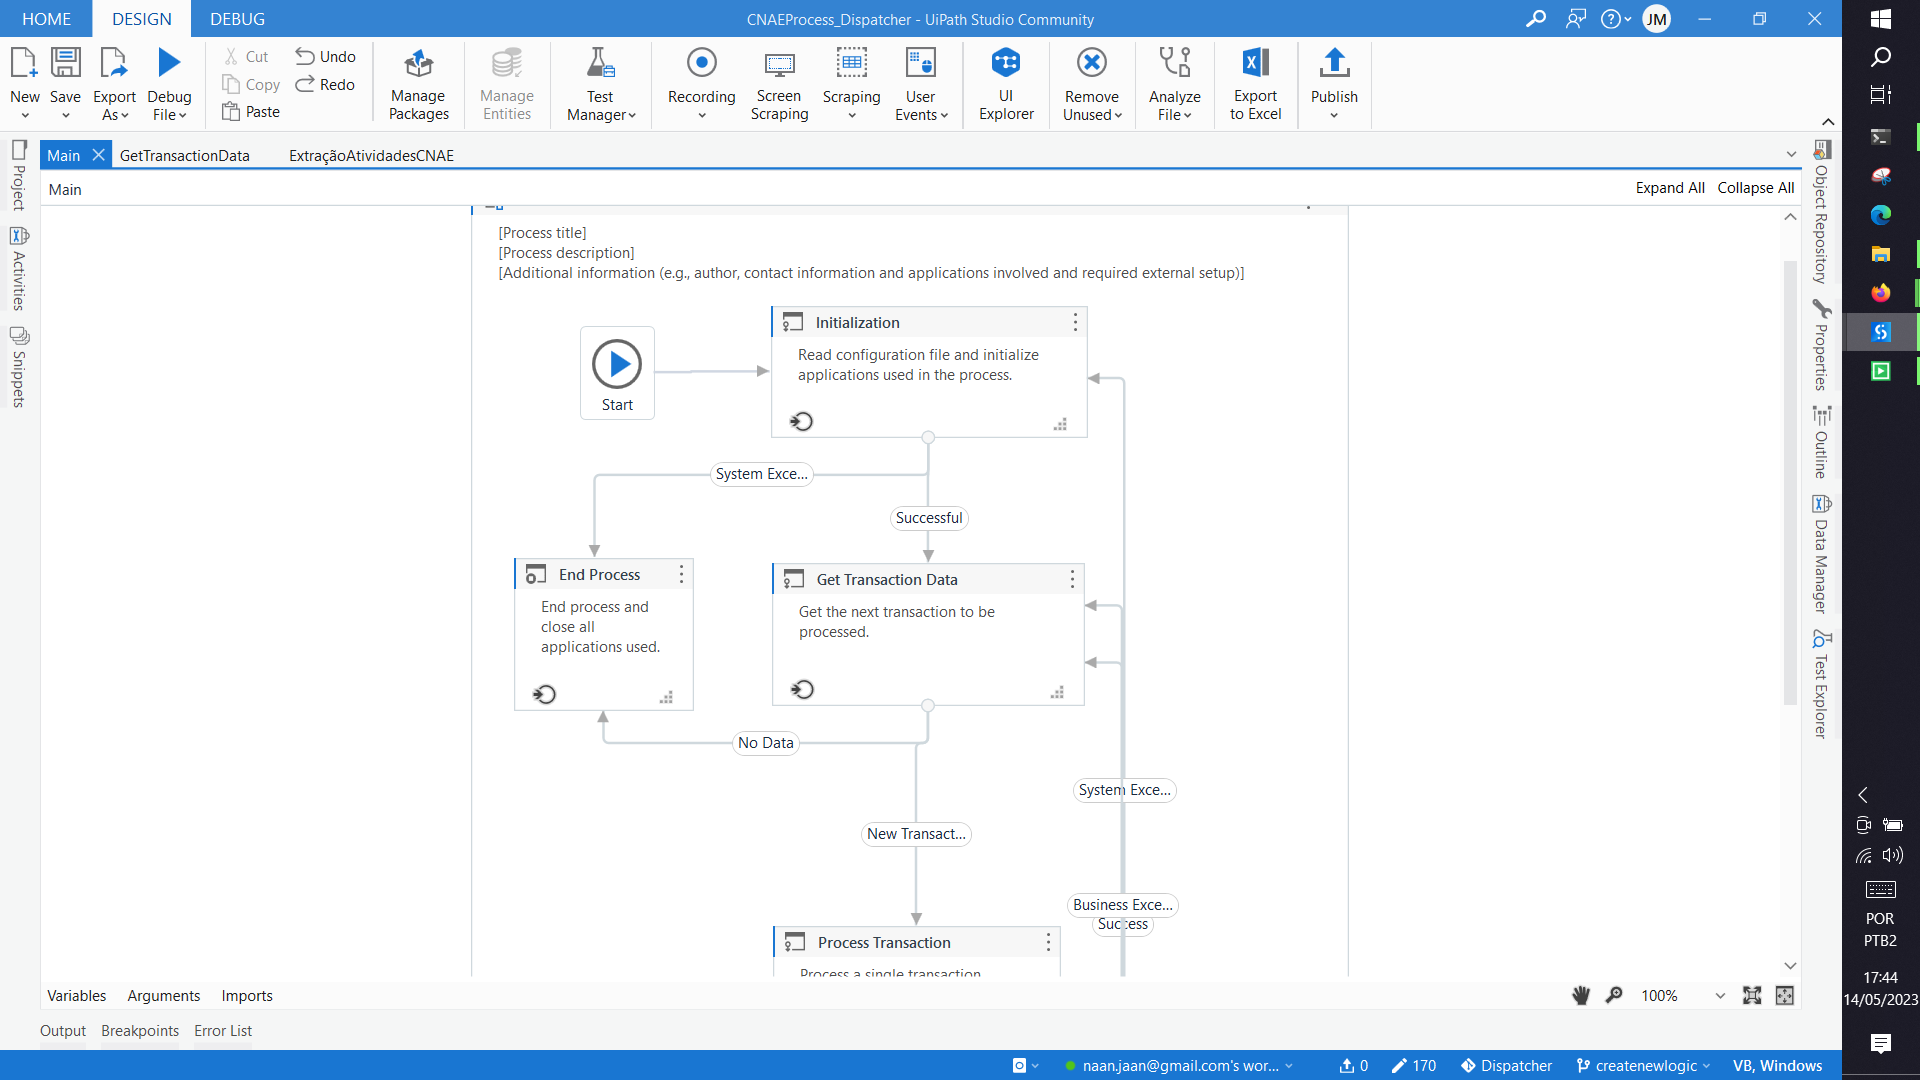 HOME DESIGN DEBUG CNAEProcess_Dispatcher - UiPath Studio Community JM
New Save Export As Debug File Cut Copy Paste Undo Redo
Manage Packages
Manage Entities
Test Manager
Recording
Screen Scraping
Scraping
User Events
UI Explorer
Remove Unused
Analyze File
Export to Excel
Publish
Main GetTransactionData ExtraçãoAtividadesCNAE
Main Expand All Collapse All
Project
Activities
Snippets
[Process title]
[Process description]
[Additional information (e.g., author, contact information and applications involved and required external setup)]
Initialization
Read configuration file and initialize
applications used in the process.
Start
System Exce...
Successful
End Process
End process and
close all
applications used.
Get Transaction Data
Get the next transaction to be
processed.
No Data
System Exce...
New Transact...
Business Exce...
Success
Process Transaction
Process a single transaction
Object Repository
Properties
Outline
Data Manager
Test Explorer
Variables Arguments Imports 100%
Output Breakpoints Error List
naan.jaan@gmail.com's wor... 0 170 Dispatcher createnewlogic VB, Windows
POR
PTB2
17:44
14/05/2023